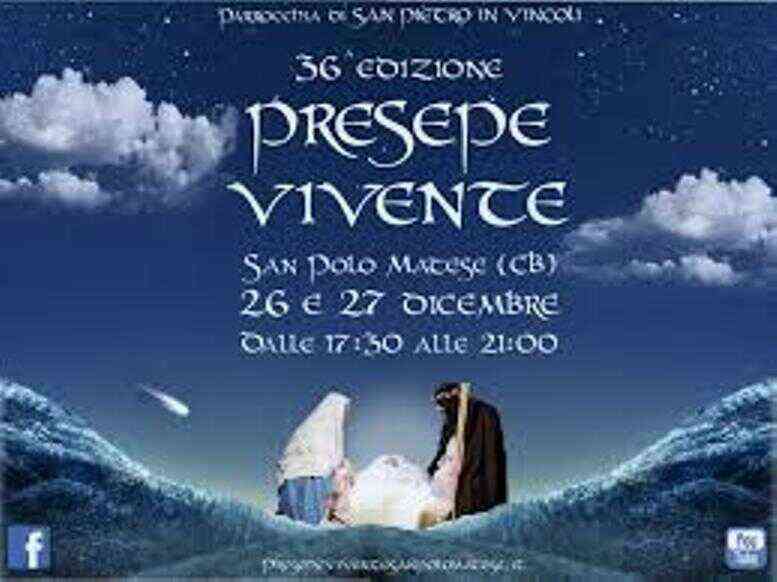 PARROCCHIA DI SAN PIETRO IN VINCOLI
36ª EDIZIONE
PRESEPE
VIVENTE
SAN POLO MATESE (CB)
26 E 27 DICEMBRE
DALLE 17:30 ALLE 21:00
f